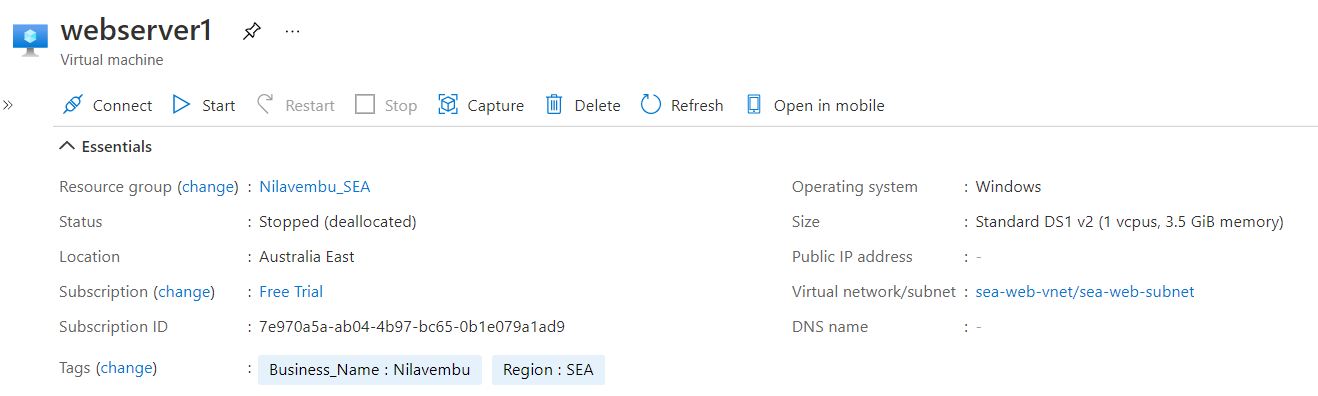 webserver1
Virtual machine
Connect Start Restart Stop Capture Delete Refresh Open in mobile
Essentials
Resource group (change) : Nilavembu_SEA
Status : Stopped (deallocated)
Location : Australia East
Subscription (change) : Free Trial
Subscription ID : 7e970a5a-ab04-4b97-bc65-0b1e079a1ad9
Operating system : Windows
Size : Standard DS1 v2 (1 vcpus, 3.5 GiB memory)
Public IP address : -
Virtual network/subnet : sea-web-vnet/sea-web-subnet
DNS name : -
Tags (change) : Business_Name : Nilavembu Region : SEA